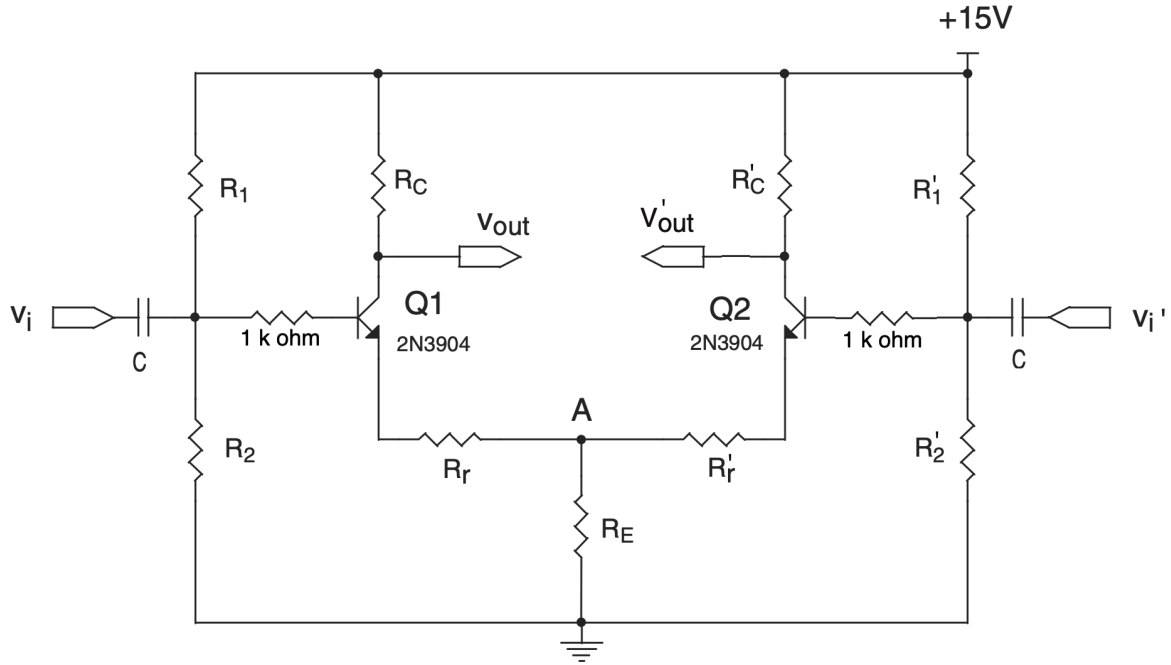 +15V
R1
RC
R'C
R'1
vout
v'out
vi
Q1
Q2
vi'
1 k ohm
2N3904
2N3904
1 k ohm
C
C
A
R2
Rr
R'r
R'2
RE